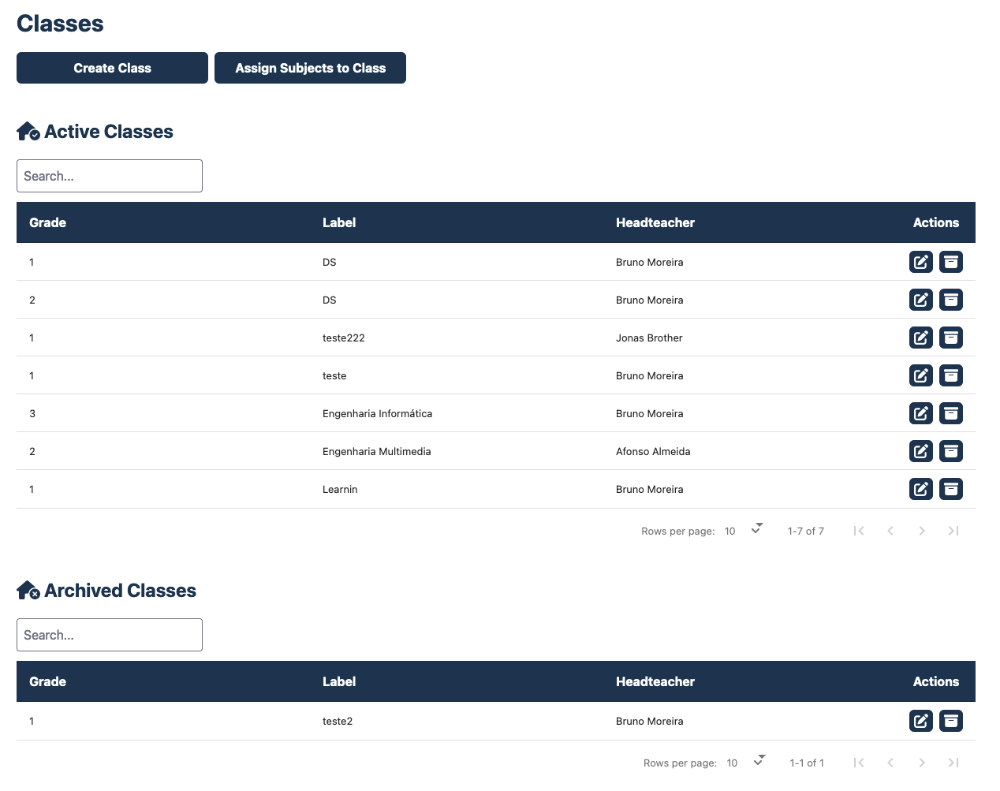 Classes
Create Class Assign Subjects to Class
Active Classes
Search...
Grade Label Headteacher Actions
1 DS Bruno Moreira
2 DS Bruno Moreira
1 teste222 Jonas Brother
1 teste Bruno Moreira
3 Engenharia Informática Bruno Moreira
2 Engenharia Multimedia Afonso Almeida
1 Learnin Bruno Moreira
Rows per page: 10 1-7 of 7
Archived Classes
Search...
Grade Label Headteacher Actions
1 teste2 Bruno Moreira
Rows per page: 10 1-1 of 1